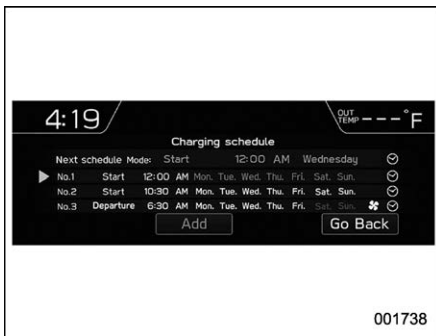 4:19
OUT TEMP ---°F
Charging schedule
Next schedule Mode: Start 12:00 AM Wednesday
No.1 Start 12:00 AM Mon. Tue. Wed. Thu. Fri. Sat. Sun.
No.2 Start 10:30 AM Mon. Tue. Wed. Thu. Fri. Sat. Sun.
No.3 Departure 6:30 AM Mon. Tue. Wed. Thu. Fri. Sat. Sun.
Add Go Back
001738